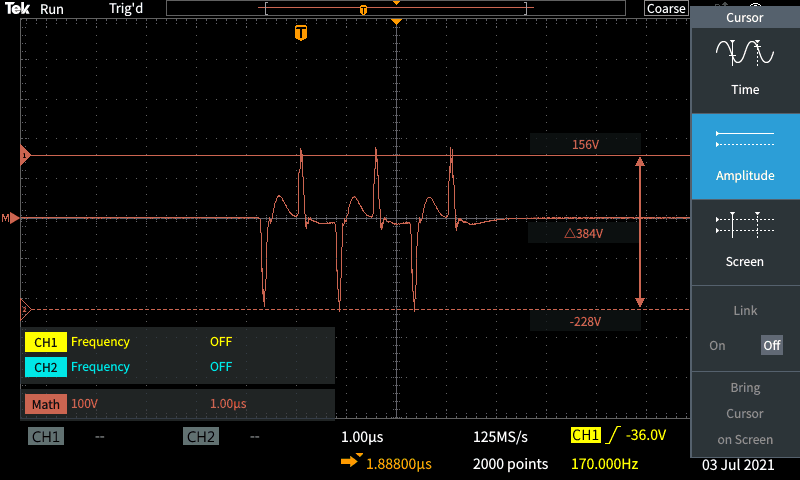 Tek Run Trig'd Coarse
Cursor
T
T
Time
156V
1
Amplitude
M
△384V
Screen
2
-228V
Link
On Off
CH1 Frequency OFF
CH2 Frequency OFF
Bring
Cursor
on Screen
Math 100V 1.00µs
CH1 -- CH2 -- 1.00µs 125MS/s CH1 -36.0V
1.88800µs 2000 points 170.000Hz 03 Jul 2021